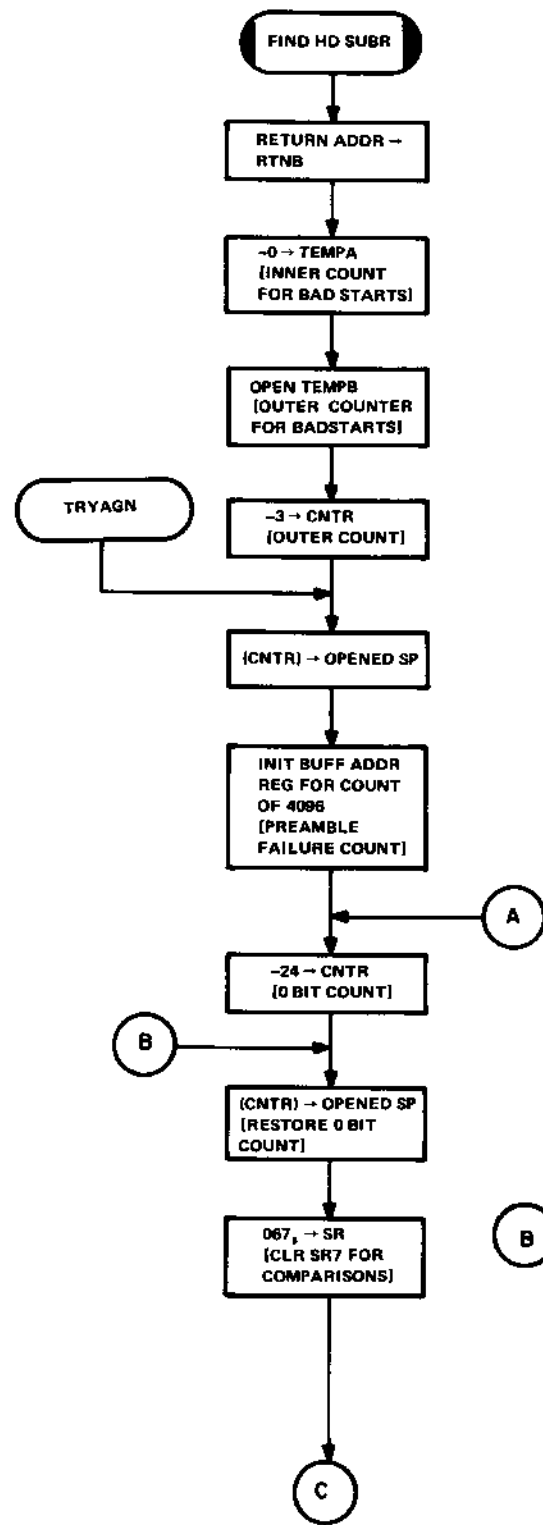 FIND HD SUBR
RETURN ADDR →
RTNB
-0 → TEMPA
[INNER COUNT
FOR BAD STARTS]
OPEN TEMPB
[OUTER COUNTER
FOR BADSTARTS]
TRYAGN
-3 → CNTR
[OUTER COUNT]
(CNTR) → OPENED SP
INIT BUFF ADDR
REG FOR COUNT
OF 4096
[PREAMBLE
FAILURE COUNT]
A
-24 → CNTR
[0 BIT COUNT]
B
(CNTR) → OPENED SP
[RESTORE 0 BIT
COUNT]
067₈ → SR
[CLR SR7 FOR
COMPARISONS]
B
C